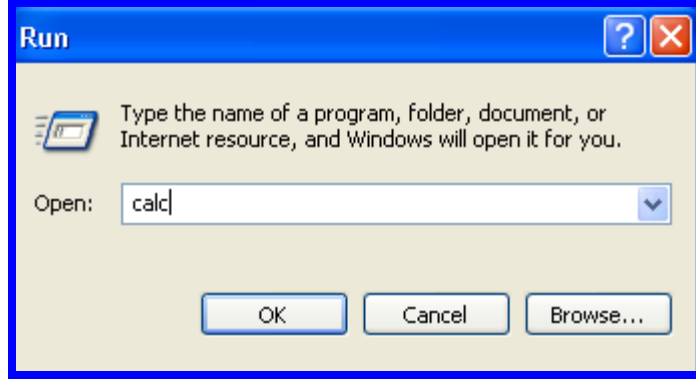 Run
Type the name of a program, folder, document, or
Internet resource, and Windows will open it for you.
Open: calc
OK Cancel Browse...